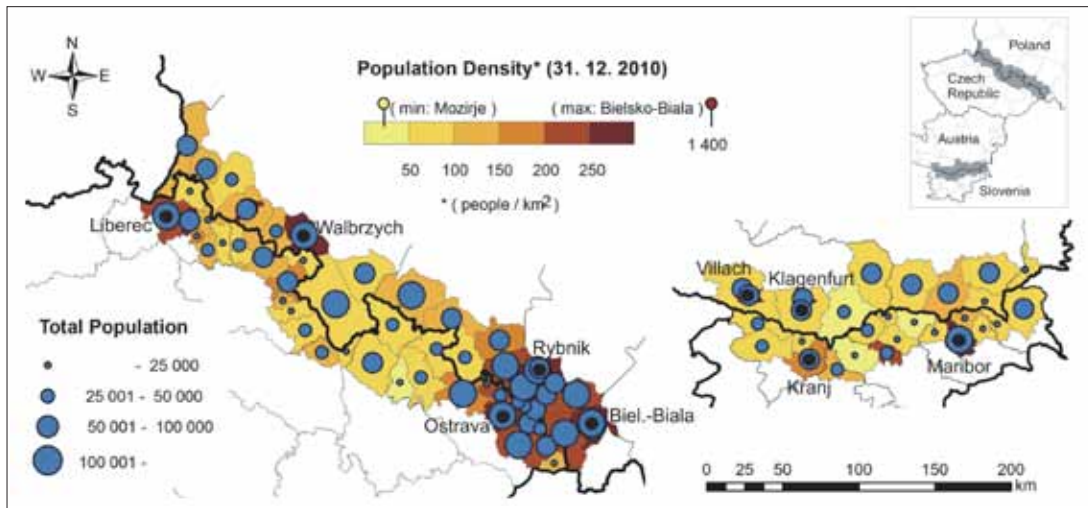 N
W E
S
Population Density* (31. 12. 2010)
( min: Mozirje )
( max: Bielsko-Biala )
1 400
50 100 150 200 250
* ( people / km2 )
Poland
Czech
Republic
Austria
Slovenia
Liberec
Walbrzych
Rybnik
Ostrava
Biel.-Biala
Villach
Klagenfurt
Kranj
Maribor
Total Population
- 25 000
25 001 - 50 000
50 001 - 100 000
100 001 -
0 25 50 100 150 200
km